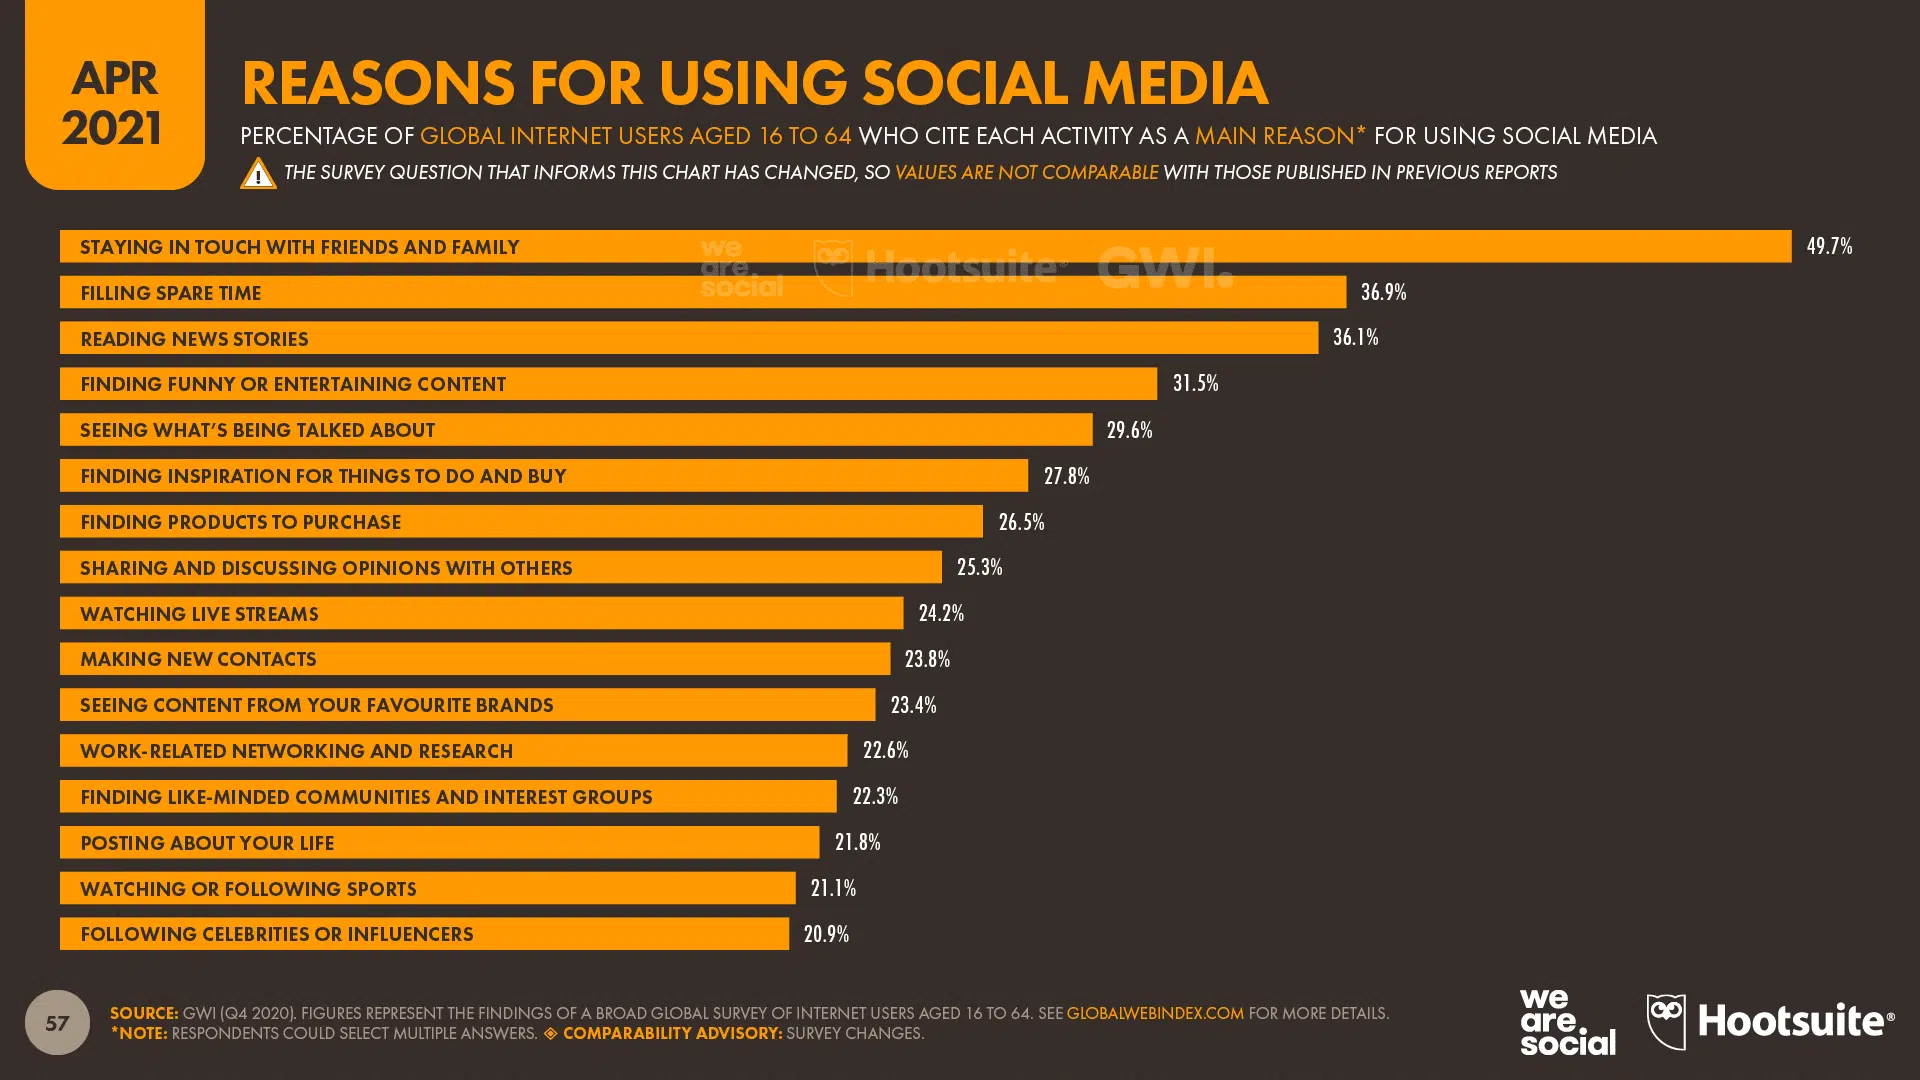 APR
2021
REASONS FOR USING SOCIAL MEDIA
PERCENTAGE OF GLOBAL INTERNET USERS AGED 16 TO 64 WHO CITE EACH ACTIVITY AS A MAIN REASON* FOR USING SOCIAL MEDIA
THE SURVEY QUESTION THAT INFORMS THIS CHART HAS CHANGED, SO VALUES ARE NOT COMPARABLE WITH THOSE PUBLISHED IN PREVIOUS REPORTS
STAYING IN TOUCH WITH FRIENDS AND FAMILY 49.7%
we
are
social
Hootsuite®
GWI.
FILLING SPARE TIME 36.9%
READING NEWS STORIES 36.1%
FINDING FUNNY OR ENTERTAINING CONTENT 31.5%
SEEING WHAT'S BEING TALKED ABOUT 29.6%
FINDING INSPIRATION FOR THINGS TO DO AND BUY 27.8%
FINDING PRODUCTS TO PURCHASE 26.5%
SHARING AND DISCUSSING OPINIONS WITH OTHERS 25.3%
WATCHING LIVE STREAMS 24.2%
MAKING NEW CONTACTS 23.8%
SEEING CONTENT FROM YOUR FAVOURITE BRANDS 23.4%
WORK-RELATED NETWORKING AND RESEARCH 22.6%
FINDING LIKE-MINDED COMMUNITIES AND INTEREST GROUPS 22.3%
POSTING ABOUT YOUR LIFE 21.8%
WATCHING OR FOLLOWING SPORTS 21.1%
FOLLOWING CELEBRITIES OR INFLUENCERS 20.9%
57
SOURCE: GWI (Q4 2020). FIGURES REPRESENT THE FINDINGS OF A BROAD GLOBAL SURVEY OF INTERNET USERS AGED 16 TO 64. SEE GLOBALWEBINDEX.COM FOR MORE DETAILS.
*NOTE: RESPONDENTS COULD SELECT MULTIPLE ANSWERS. ◈ COMPARABILITY ADVISORY: SURVEY CHANGES.
we
are
social
Hootsuite®